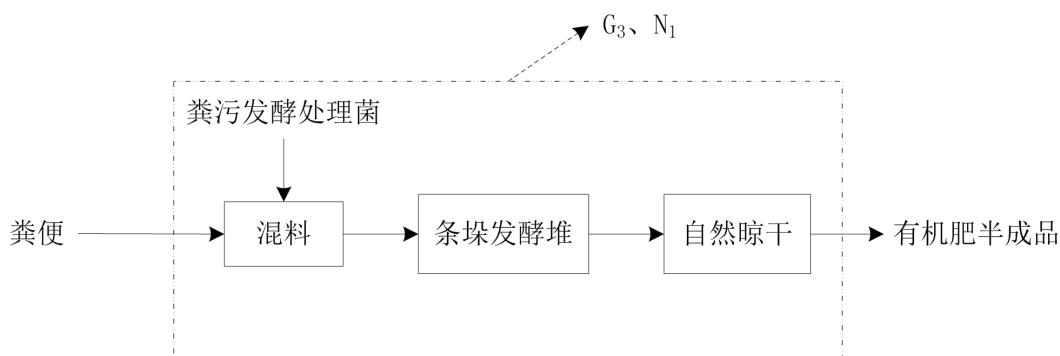 G₃、N₁
粪污发酵处理菌
粪便
混料
条垛发酵堆
自然晾干
有机肥半成品